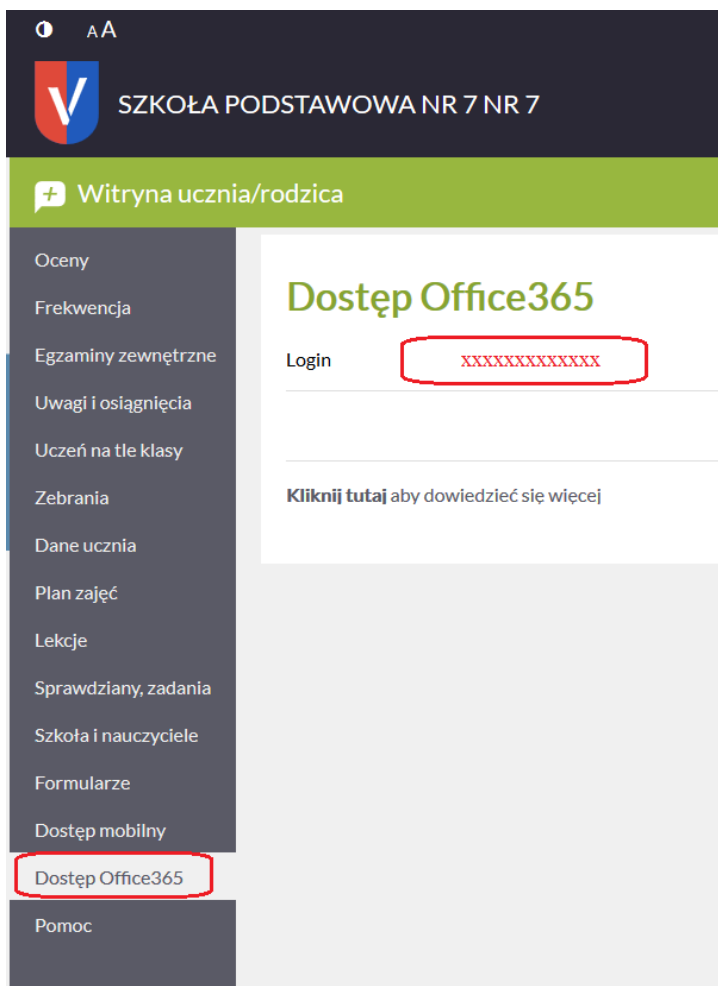 A A
SZKOŁA PODSTAWOWA NR 7 NR 7
Witryna ucznia/rodzica
Oceny
Frekwencja
Egzaminy zewnętrzne
Uwagi i osiągnięcia
Uczeń na tle klasy
Zebrania
Dane ucznia
Plan zajęć
Lekcje
Sprawdziany, zadania
Szkoła i nauczyciele
Formularze
Dostęp mobilny
Dostęp Office365
Pomoc
Dostęp Office365
Login xxxxxxxxxxxxx
Kliknij tutaj aby dowiedzieć się więcej